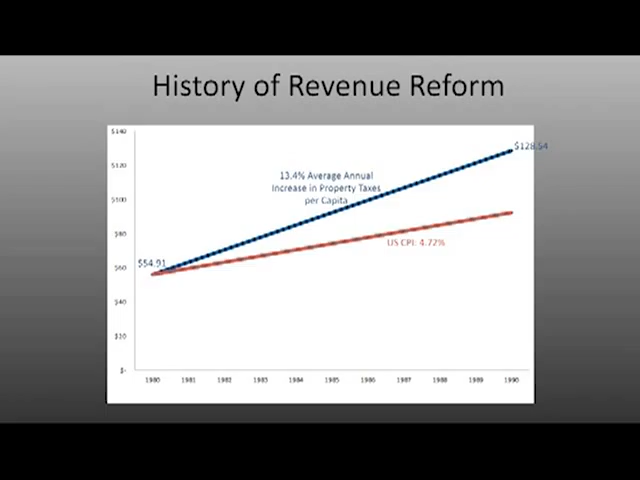 History of Revenue Reform
$140
$128.54
$120
13.4% Average Annual
Increase in Property Taxes
per Capita
$100
$80
US CPI: 4.72%
$54.91
$60
$40
$20
$-
1980 1981 1982 1983 1984 1985 1986 1987 1988 1989 1990